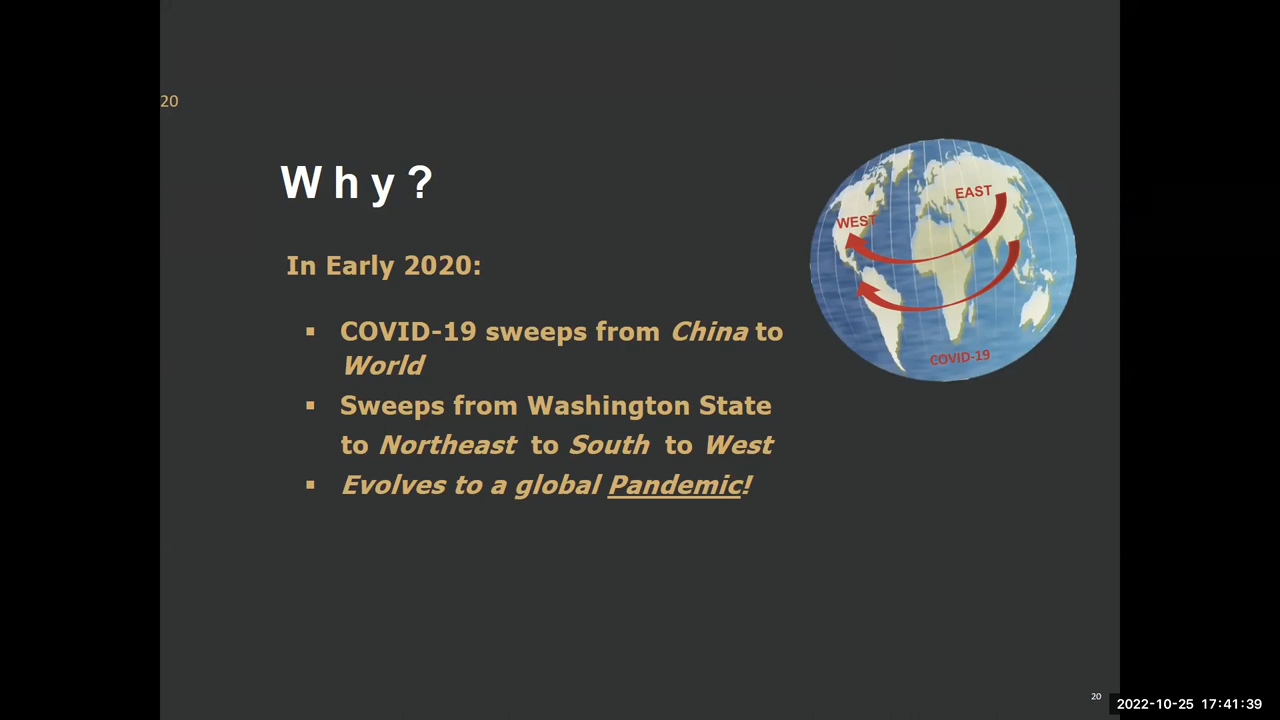 20
Why?
In Early 2020:
▪ COVID-19 sweeps from China to
World
▪ Sweeps from Washington State
to Northeast to South to West
▪ Evolves to a global Pandemic!
EAST
WEST
COVID-19
20
2022-10-25 17:41:39